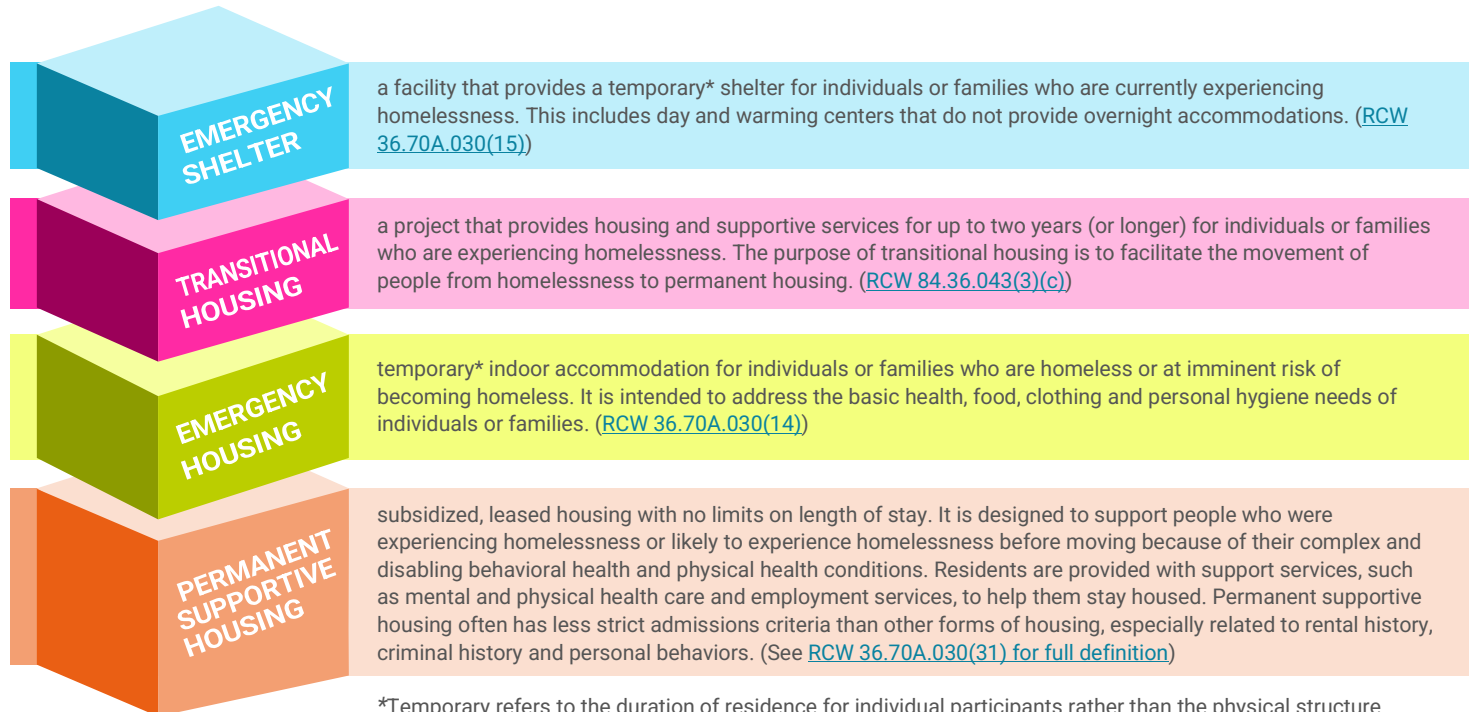 EMERGENCY
SHELTER
a facility that provides a temporary* shelter for individuals or families who are currently experiencing
homelessness. This includes day and warming centers that do not provide overnight accommodations. (RCW
36.70A.030(15))
TRANSITIONAL
HOUSING
a project that provides housing and supportive services for up to two years (or longer) for individuals or families
who are experiencing homelessness. The purpose of transitional housing is to facilitate the movement of
people from homelessness to permanent housing. (RCW 84.36.043(3)(c))
EMERGENCY
HOUSING
temporary* indoor accommodation for individuals or families who are homeless or at imminent risk of
becoming homeless. It is intended to address the basic health, food, clothing and personal hygiene needs of
individuals or families. (RCW 36.70A.030(14))
PERMANENT
SUPPORTIVE
HOUSING
subsidized, leased housing with no limits on length of stay. It is designed to support people who were
experiencing homelessness or likely to experience homelessness before moving because of their complex and
disabling behavioral health and physical health conditions. Residents are provided with support services, such
as mental and physical health care and employment services, to help them stay housed. Permanent supportive
housing often has less strict admissions criteria than other forms of housing, especially related to rental history,
criminal history and personal behaviors. (See RCW 36.70A.030(31) for full definition)
*Temporary refers to the duration of residence for individual participants rather than the physical structure